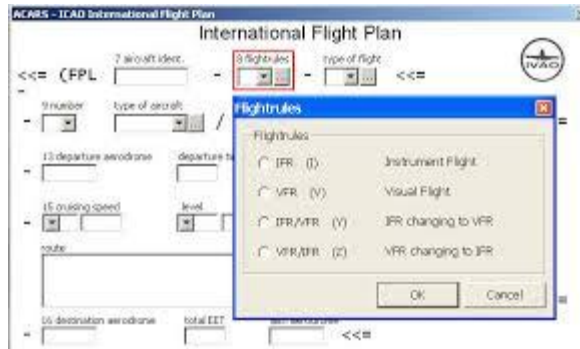 ACARS - ICAO International Flight Plan
International Flight Plan
7 aircraft ident.
8 flightrules
type of flight
<<= (FPL - - <<=
IVAO
-
9 number
type of aircraft
- /
13 departure aerodrome
departure
-
15 cruising speed
level
-
route
16 destination aerodrome
total EET
aerodrome
- <<=
Flightrules
Flightrules
IFR (I) Instrument Flight
VFR (V) Visual Flight
IFR/VFR (Y) IFR changing to VFR
VFR/IFR (Z) VFR changing to IFR
OK Cancel